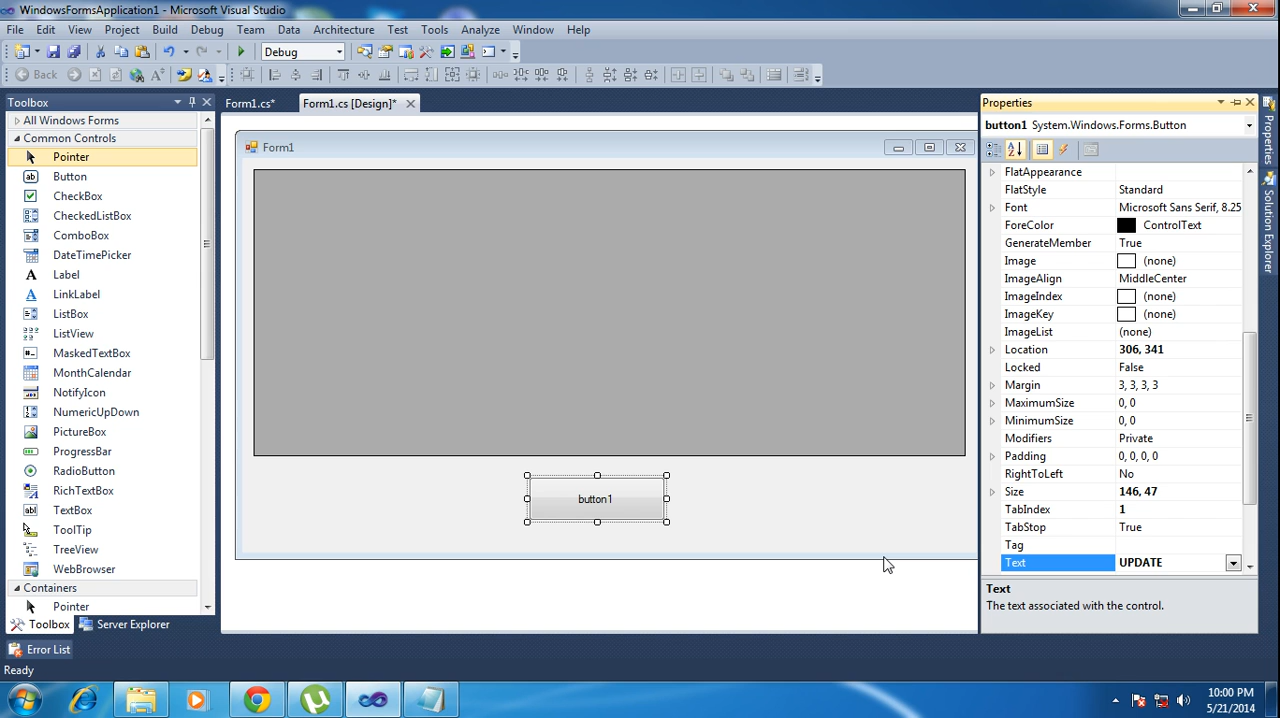 WindowsFormsApplication1 - Microsoft Visual Studio
File Edit View Project Build Debug Team Data Architecture Test Tools Analyze Window Help
Debug
Back
Toolbox
All Windows Forms
Common Controls
Pointer
Button
CheckBox
CheckedListBox
ComboBox
DateTimePicker
Label
LinkLabel
ListBox
ListView
MaskedTextBox
MonthCalendar
NotifyIcon
NumericUpDown
PictureBox
ProgressBar
RadioButton
RichTextBox
TextBox
ToolTip
TreeView
WebBrowser
Containers
Pointer
Toolbox Server Explorer
Form1.cs* Form1.cs [Design]*
Form1
button1
Properties
button1 System.Windows.Forms.Button
FlatAppearance
FlatStyle Standard
Font Microsoft Sans Serif, 8.25
ForeColor ControlText
GenerateMember True
Image (none)
ImageAlign MiddleCenter
ImageIndex (none)
ImageKey (none)
ImageList (none)
Location 306, 341
Locked False
Margin 3, 3, 3, 3
MaximumSize 0, 0
MinimumSize 0, 0
Modifiers Private
Padding 0, 0, 0, 0
RightToLeft No
Size 146, 47
TabIndex 1
TabStop True
Tag
Text UPDATE
Text
The text associated with the control.
Properties
Solution Explorer
Error List
Ready
10:00 PM
5/21/2014